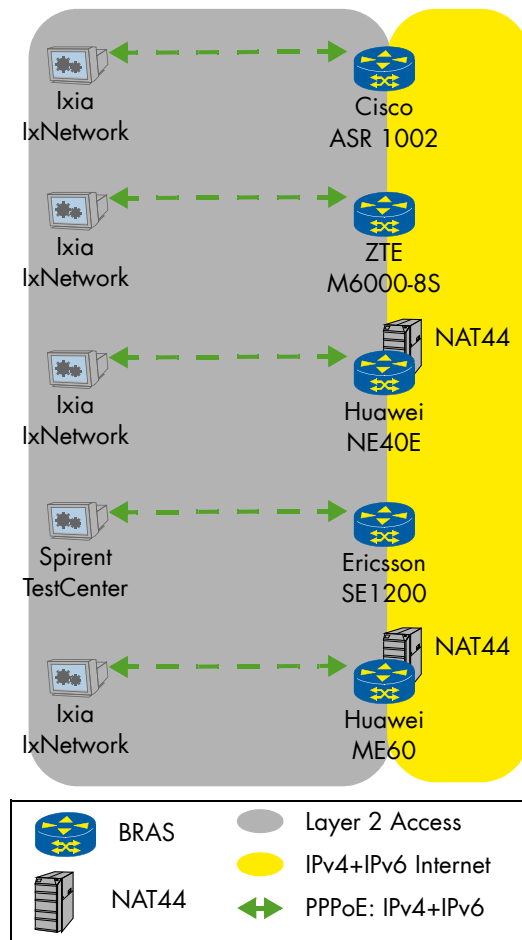 Ixia
IxNetwork
Cisco
ASR 1002
Ixia
IxNetwork
ZTE
M6000-8S
NAT44
Ixia
IxNetwork
Huawei
NE40E
Spirent
TestCenter
Ericsson
SE1200
NAT44
Ixia
IxNetwork
Huawei
ME60
BRAS
NAT44
Layer 2 Access
IPv4+IPv6 Internet
PPPoE: IPv4+IPv6